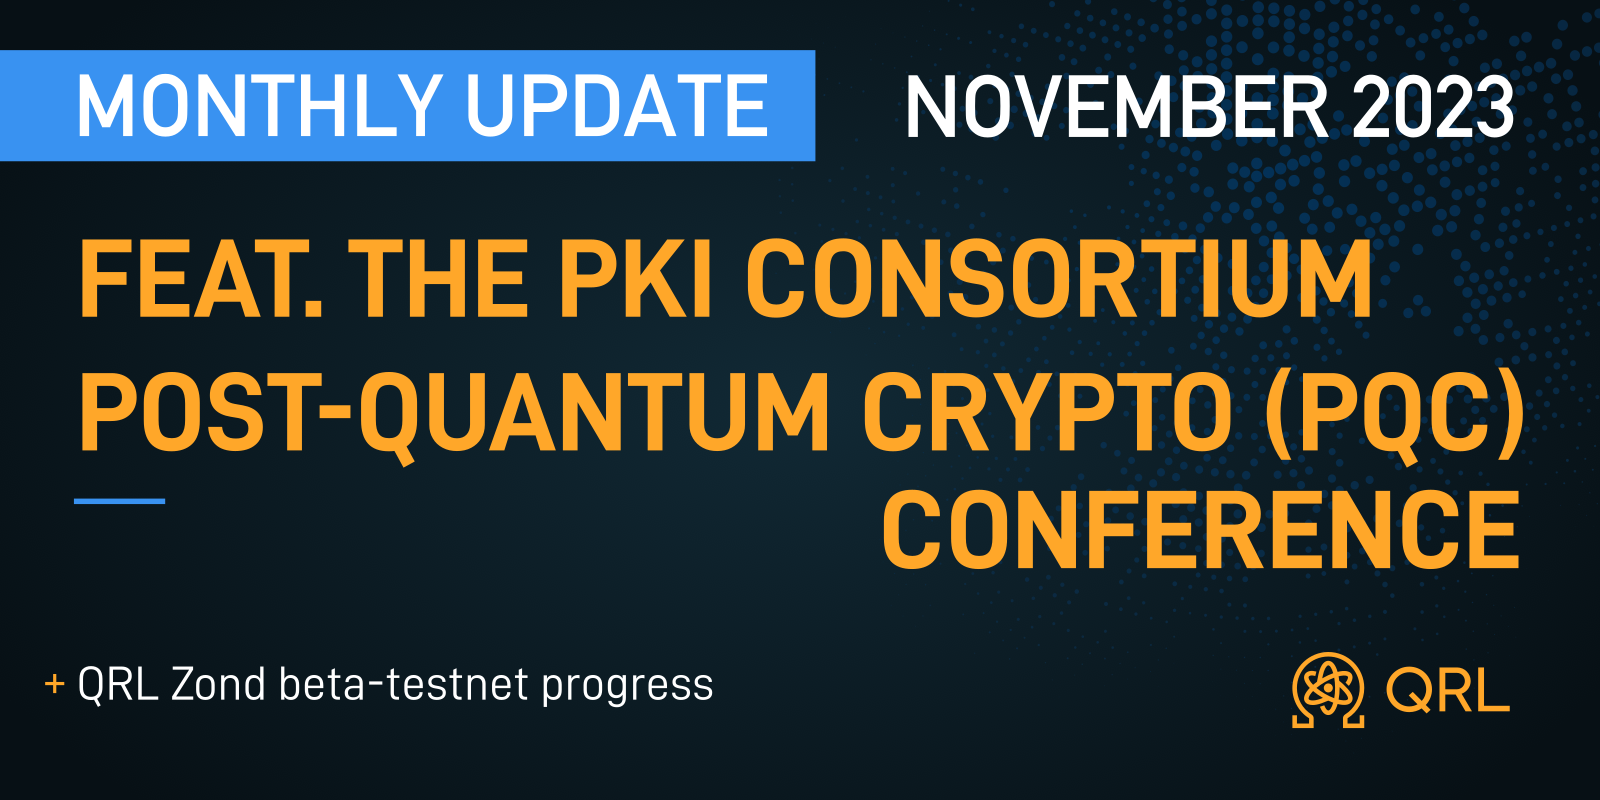 MONTHLY UPDATE
NOVEMBER 2023
FEAT. THE PKI CONSORTIUM
POST-QUANTUM CRYPTO (PQC)
CONFERENCE
+ QRL Zond beta-testnet progress
QRL